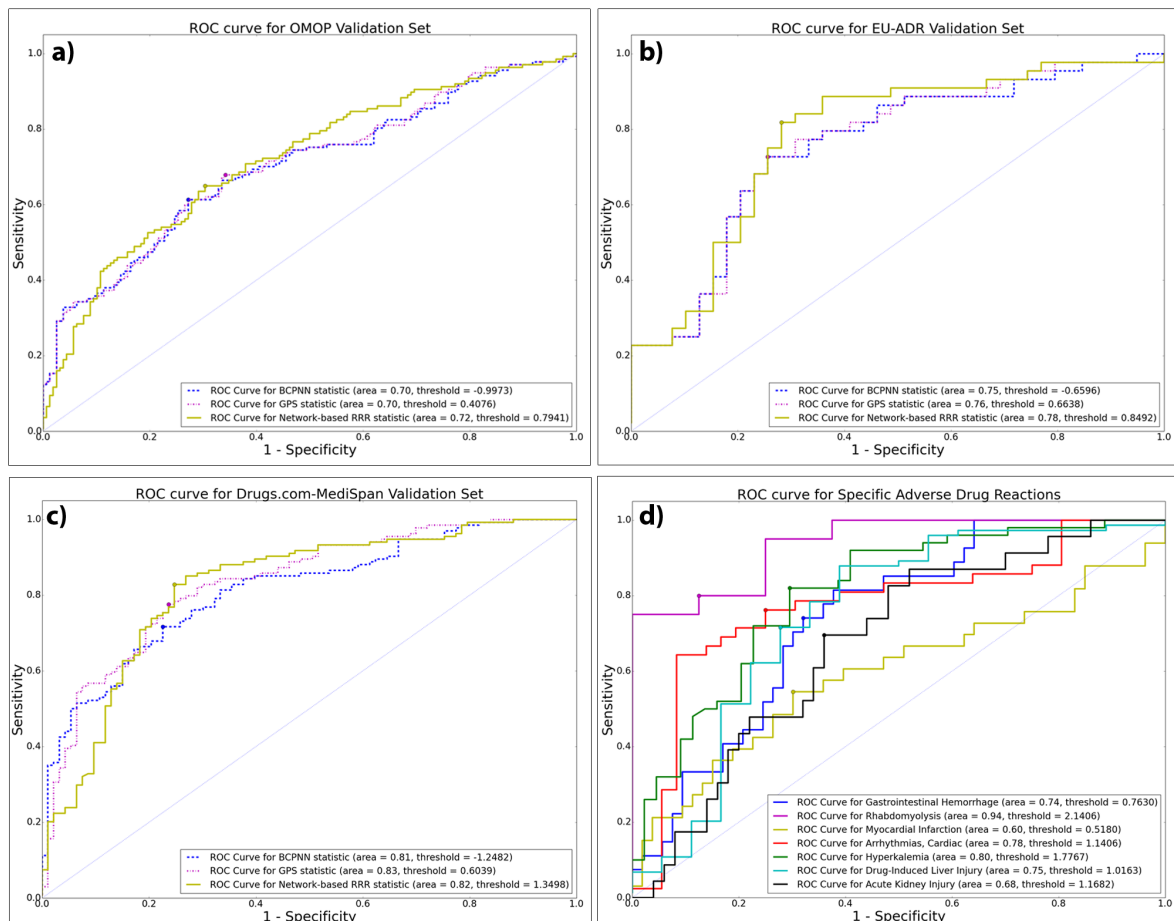 ROC curve for OMOP Validation Set
a)
Sensitivity
1.0
0.8
0.6
0.4
0.2
0.0
ROC Curve for BCPNN statistic (area = 0.70, threshold = -0.9973)
ROC Curve for GPS statistic (area = 0.70, threshold = 0.4076)
ROC Curve for Network-based RRR statistic (area = 0.72, threshold = 0.7941)
0.0 0.2 0.4 0.6 0.8 1.0
1 - Specificity
ROC curve for EU-ADR Validation Set
b)
Sensitivity
1.0
0.8
0.6
0.4
0.2
0.0
ROC Curve for BCPNN statistic (area = 0.75, threshold = -0.6596)
ROC Curve for GPS statistic (area = 0.76, threshold = 0.6638)
ROC Curve for Network-based RRR statistic (area = 0.78, threshold = 0.8492)
0.0 0.2 0.4 0.6 0.8 1.0
1 - Specificity
ROC curve for Drugs.com-MediSpan Validation Set
c)
Sensitivity
1.0
0.8
0.6
0.4
0.2
0.0
ROC Curve for BCPNN statistic (area = 0.81, threshold = -1.2482)
ROC Curve for GPS statistic (area = 0.83, threshold = 0.6039)
ROC Curve for Network-based RRR statistic (area = 0.82, threshold = 1.3498)
0.0 0.2 0.4 0.6 0.8 1.0
1 - Specificity
ROC curve for Specific Adverse Drug Reactions
d)
Sensitivity
1.0
0.8
0.6
0.4
0.2
0.0
ROC Curve for Gastrointestinal Hemorrhage (area = 0.74, threshold = 0.7630)
ROC Curve for Rhabdomyolysis (area = 0.94, threshold = 2.1406)
ROC Curve for Myocardial Infarction (area = 0.60, threshold = 0.5180)
ROC Curve for Arrhythmias, Cardiac (area = 0.78, threshold = 1.1406)
ROC Curve for Hyperkalemia (area = 0.80, threshold = 1.7767)
ROC Curve for Drug-Induced Liver Injury (area = 0.75, threshold = 1.0163)
ROC Curve for Acute Kidney Injury (area = 0.68, threshold = 1.1682)
0.0 0.2 0.4 0.6 0.8 1.0
1 - Specificity